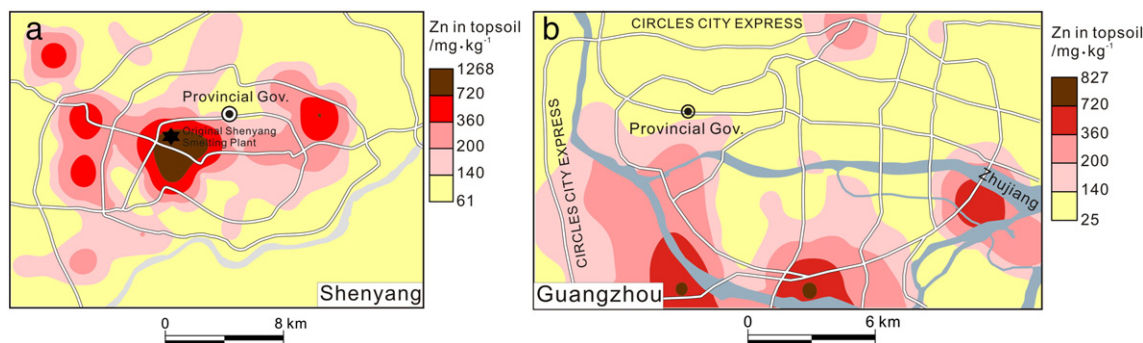 a
Provincial Gov.
Original Shenyang
Smelting Plant
Shenyang
0 8 km
Zn in topsoil
/mg·kg⁻¹
1268
720
360
200
140
61
b
CIRCLES CITY EXPRESS
CIRCLES CITY EXPRESS
Provincial Gov.
Zhujiang
Guangzhou
0 6 km
Zn in topsoil
/mg·kg⁻¹
827
720
360
200
140
25